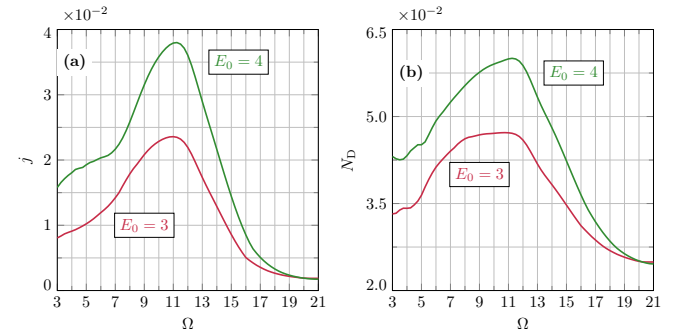 ×10⁻² ×10⁻²
4 6.5
(a) E₀ = 4 (b) E₀ = 4
3 5.0
j 2 N_D
E₀ = 3 E₀ = 3
1 3.5
0 2.0
3 5 7 9 11 13 15 17 19 21 3 5 7 9 11 13 15 17 19 21
Ω Ω